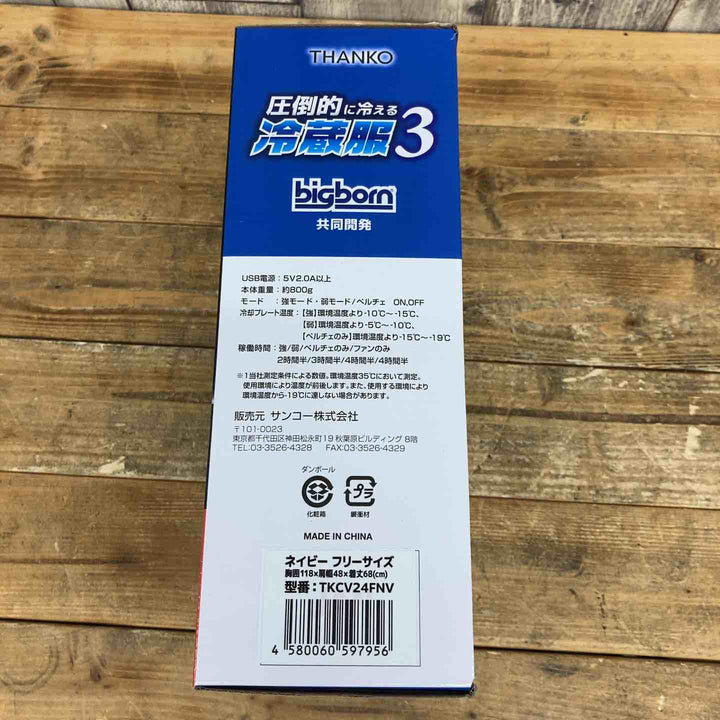 THANKO
圧倒的に冷える
冷蔵服3
bigborn
共同開発
USB電源：5V2.0A以上
本体重量：約800g
モード　：強モード・弱モード/ペルチェ　ON,OFF
冷却プレート温度：【強】環境温度より-10℃～-15℃、
【弱】環境温度より-5℃～-10℃、
【ペルチェのみ】環境温度より-15℃～-19℃
稼働時間：強/弱/ペルチェのみ/ファンのみ
2時間半/3時間半/4時間半/4時間半
※1当社測定条件による数値。環境温度35℃において測定。
使用環境により温度が前後します。また、使用する環境により
環境温度から-19℃に達しない場合があります。
販売元 サンコー株式会社
〒101-0023
東京都千代田区神田松永町19 秋葉原ビルディング 8階
TEL:03-3526-4328　FAX:03-3526-4329
ダンボール
プラ
化粧箱　緩衝材
MADE IN CHINA
ネイビー フリーサイズ
胸囲118×肩幅48×着丈68(cm)
型番：TKCV24FNV
4 580060 597956